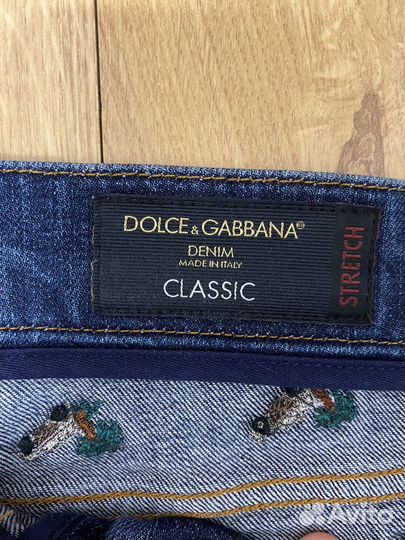 DOLCE & GABBANA®
DENIM
MADE IN ITALY
CLASSIC
STRETCH
Avito